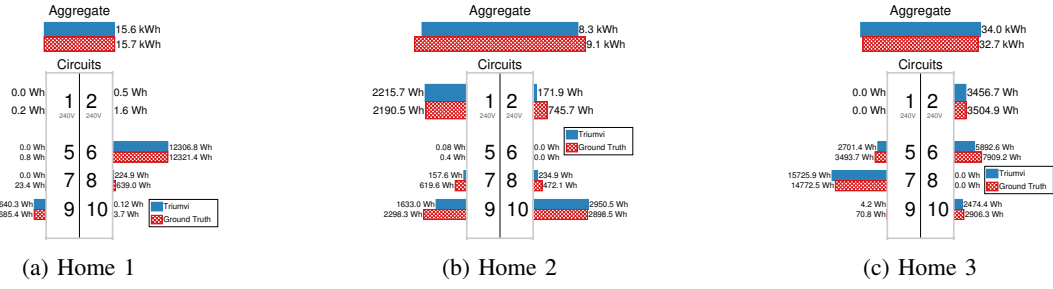 Aggregate
15.6 kWh
15.7 kWh
Circuits
0.0 Wh 1 2 0.5 Wh
0.2 Wh 240V 240V 1.6 Wh
0.0 Wh 5 6 12306.8 Wh
0.8 Wh 12321.4 Wh
0.0 Wh 7 8 224.9 Wh
23.4 Wh 639.0 Wh
640.3 Wh 9 10 0.12 Wh
685.4 Wh 3.7 Wh
Triumvi
Ground Truth
(a) Home 1
Aggregate
8.3 kWh
9.1 kWh
Circuits
2215.7 Wh 1 2 171.9 Wh
2190.5 Wh 240V 240V 745.7 Wh
Triumvi
Ground Truth
0.08 Wh 5 6 0.0 Wh
0.4 Wh 0.0 Wh
157.6 Wh 7 8 234.9 Wh
619.6 Wh 472.1 Wh
1633.0 Wh 9 10 2950.5 Wh
2298.3 Wh 2898.5 Wh
(b) Home 2
Aggregate
34.0 kWh
32.7 kWh
Circuits
0.0 Wh 1 2 3456.7 Wh
0.0 Wh 240V 240V 3504.9 Wh
2701.4 Wh 5 6 5892.6 Wh
3493.7 Wh 7909.2 Wh
15725.9 Wh 7 8 0.0 Wh
14772.5 Wh 0.0 Wh
Triumvi
Ground Truth
4.2 Wh 9 10 2474.4 Wh
70.8 Wh 2906.3 Wh
(c) Home 3